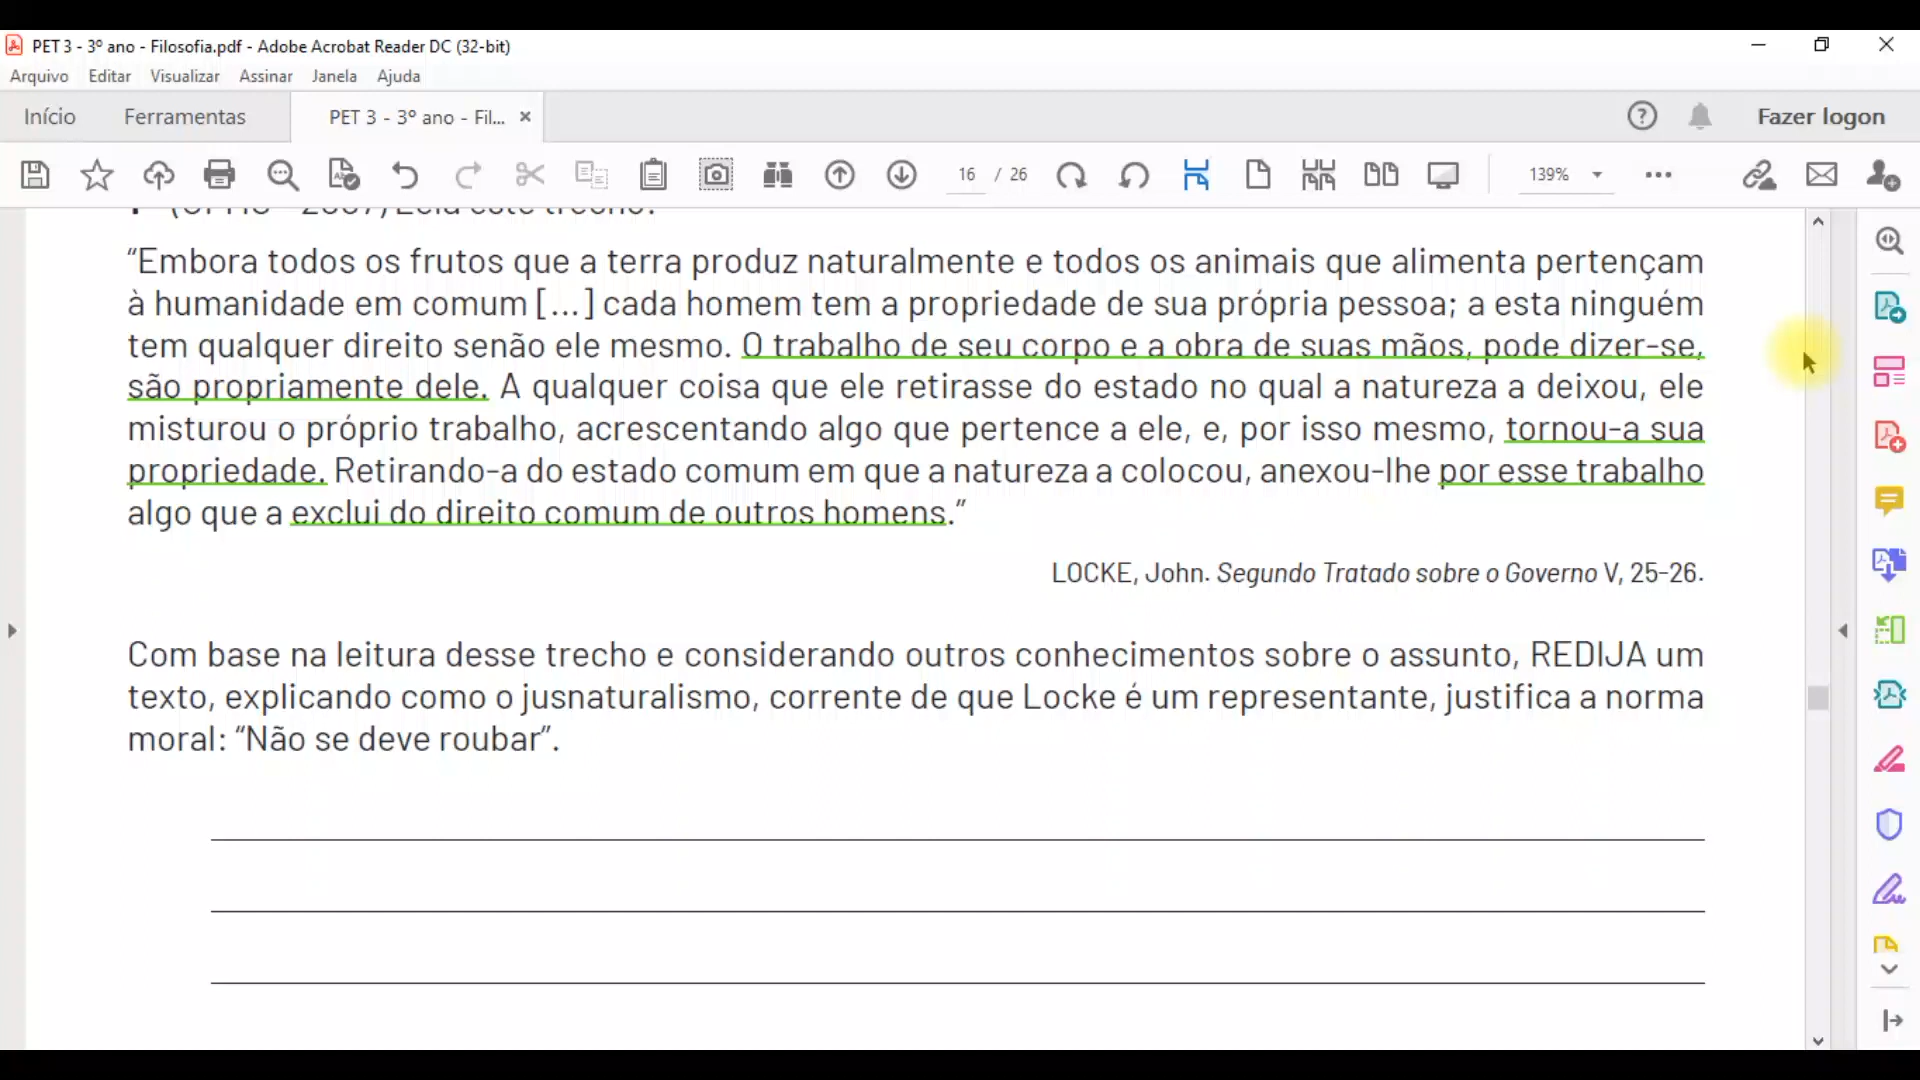 PET 3 - 3º ano - Filosofia.pdf - Adobe Acrobat Reader DC (32-bit)
Arquivo Editar Visualizar Assinar Janela Ajuda
Início Ferramentas PET 3 - 3º ano - Fil... × Fazer logon
16 / 26 139%
Leia este trecho:
“Embora todos os frutos que a terra produz naturalmente e todos os animais que alimenta pertençam
à humanidade em comum [...] cada homem tem a propriedade de sua própria pessoa; a esta ninguém
tem qualquer direito senão ele mesmo. O trabalho de seu corpo e a obra de suas mãos, pode dizer-se,
são propriamente dele. A qualquer coisa que ele retirasse do estado no qual a natureza a deixou, ele
misturou o próprio trabalho, acrescentando algo que pertence a ele, e, por isso mesmo, tornou-a sua
propriedade. Retirando-a do estado comum em que a natureza a colocou, anexou-lhe por esse trabalho
algo que a exclui do direito comum de outros homens.”
LOCKE, John. Segundo Tratado sobre o Governo V, 25-26.
Com base na leitura desse trecho e considerando outros conhecimentos sobre o assunto, REDIJA um
texto, explicando como o jusnaturalismo, corrente de que Locke é um representante, justifica a norma
moral: “Não se deve roubar”.